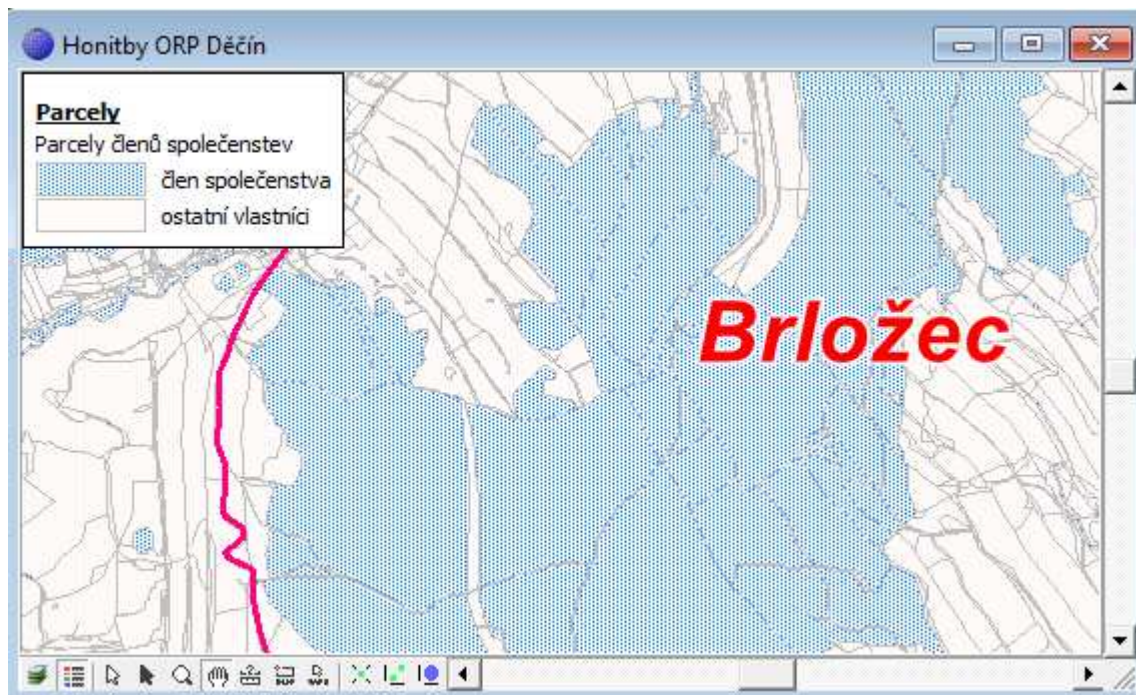 Honitby ORP Děčín
Parcely
Parcely členů společenstev
člen společenstva
ostatní vlastníci
Brložec